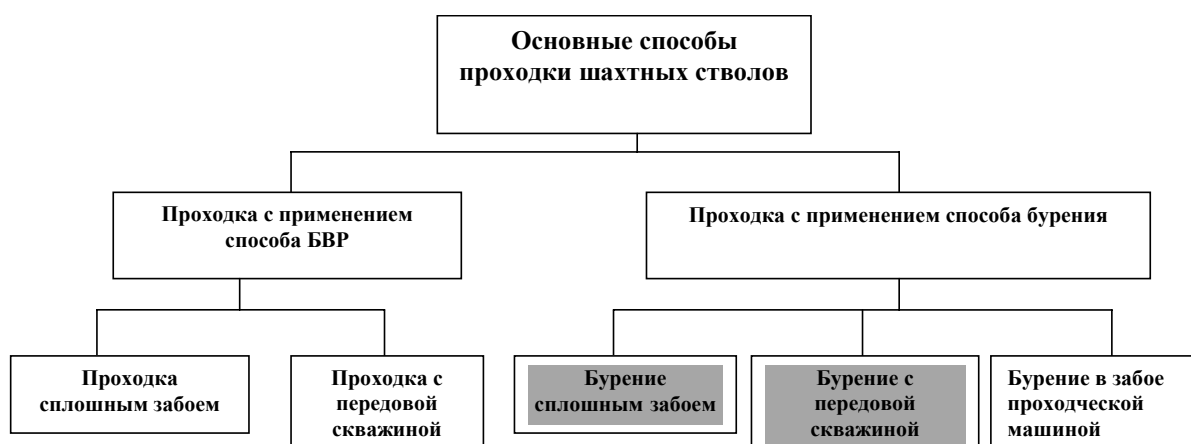 Основные способы
проходки шахтных стволов
Проходка с применением
способа БВР
Проходка с применением способа бурения
Проходка
сплошным забоем
Проходка с
передовой
скважиной
Бурение
сплошным забоем
Бурение с
передовой
скважиной
Бурение в забое
проходческой
машиной